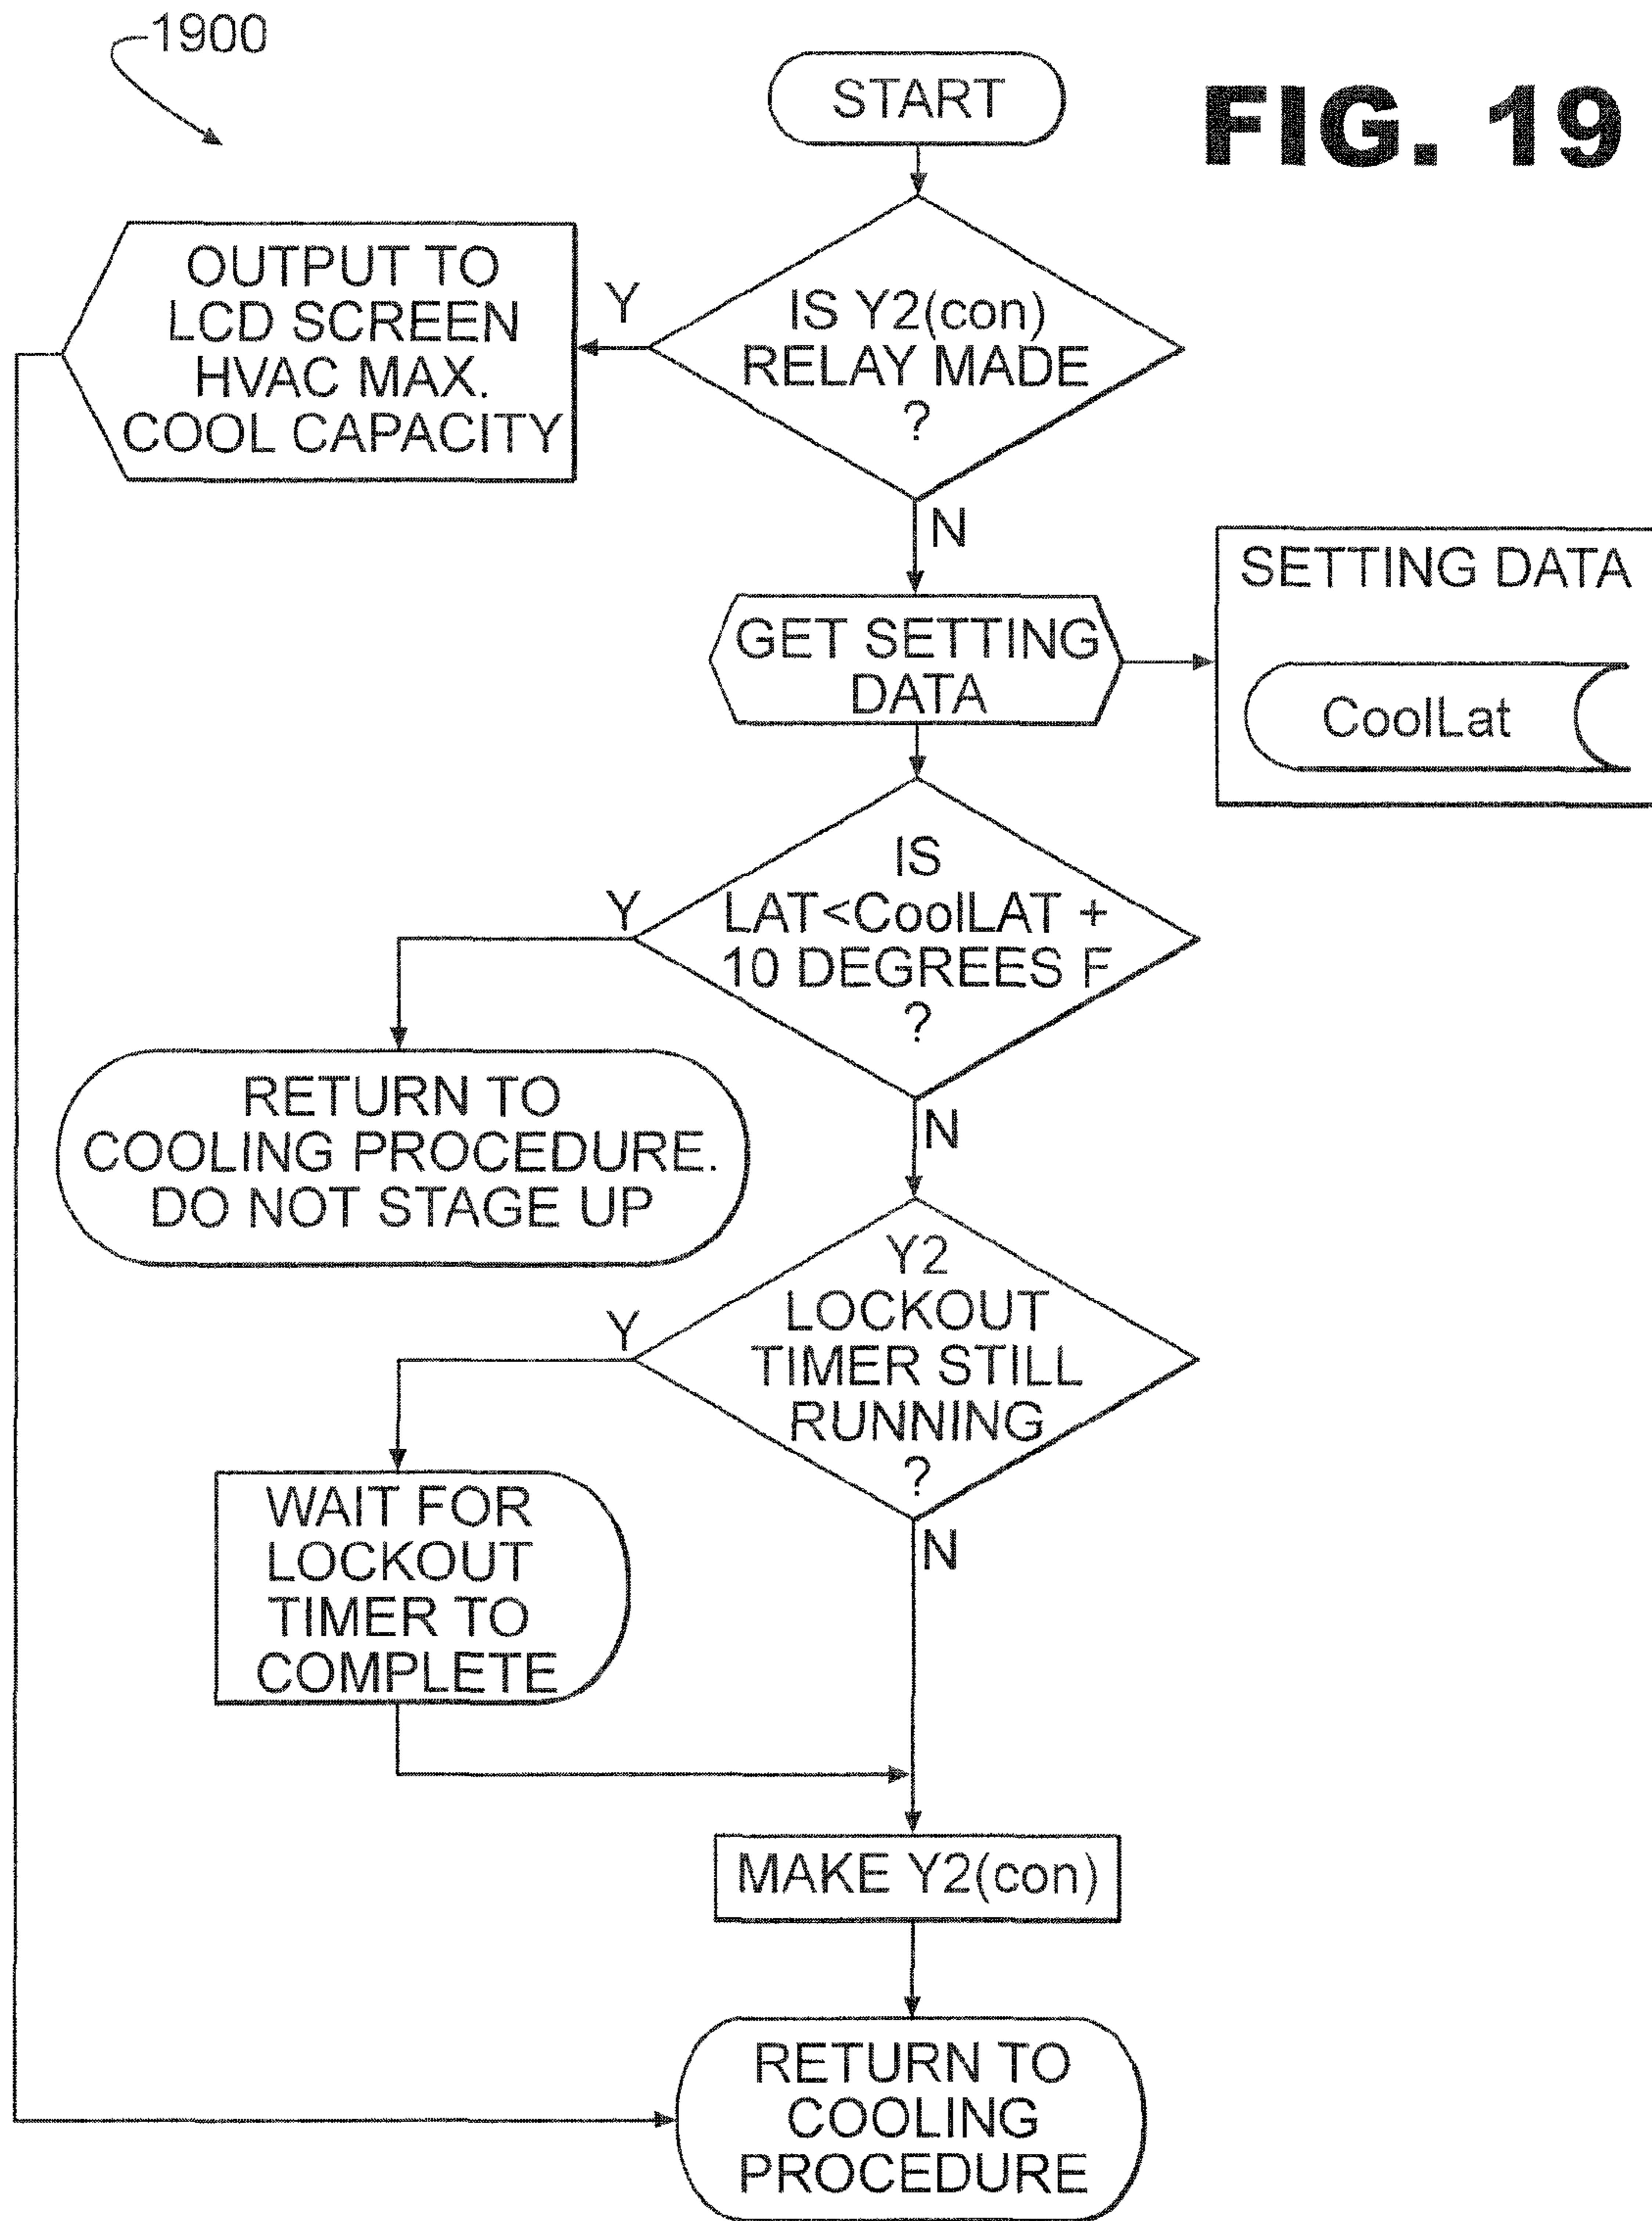 1900
START
FIG. 19
OUTPUT TO
LCD SCREEN
HVAC MAX.
COOL CAPACITY
Y
IS Y2(con)
RELAY MADE
?
N
GET SETTING
DATA
SETTING DATA
CoolLat
IS
LAT<CoolLAT +
10 DEGREES F
?
Y
N
RETURN TO
COOLING PROCEDURE.
DO NOT STAGE UP
Y2
LOCKOUT
TIMER STILL
RUNNING
?
Y
N
WAIT FOR
LOCKOUT
TIMER TO
COMPLETE
MAKE Y2(con)
RETURN TO
COOLING
PROCEDURE